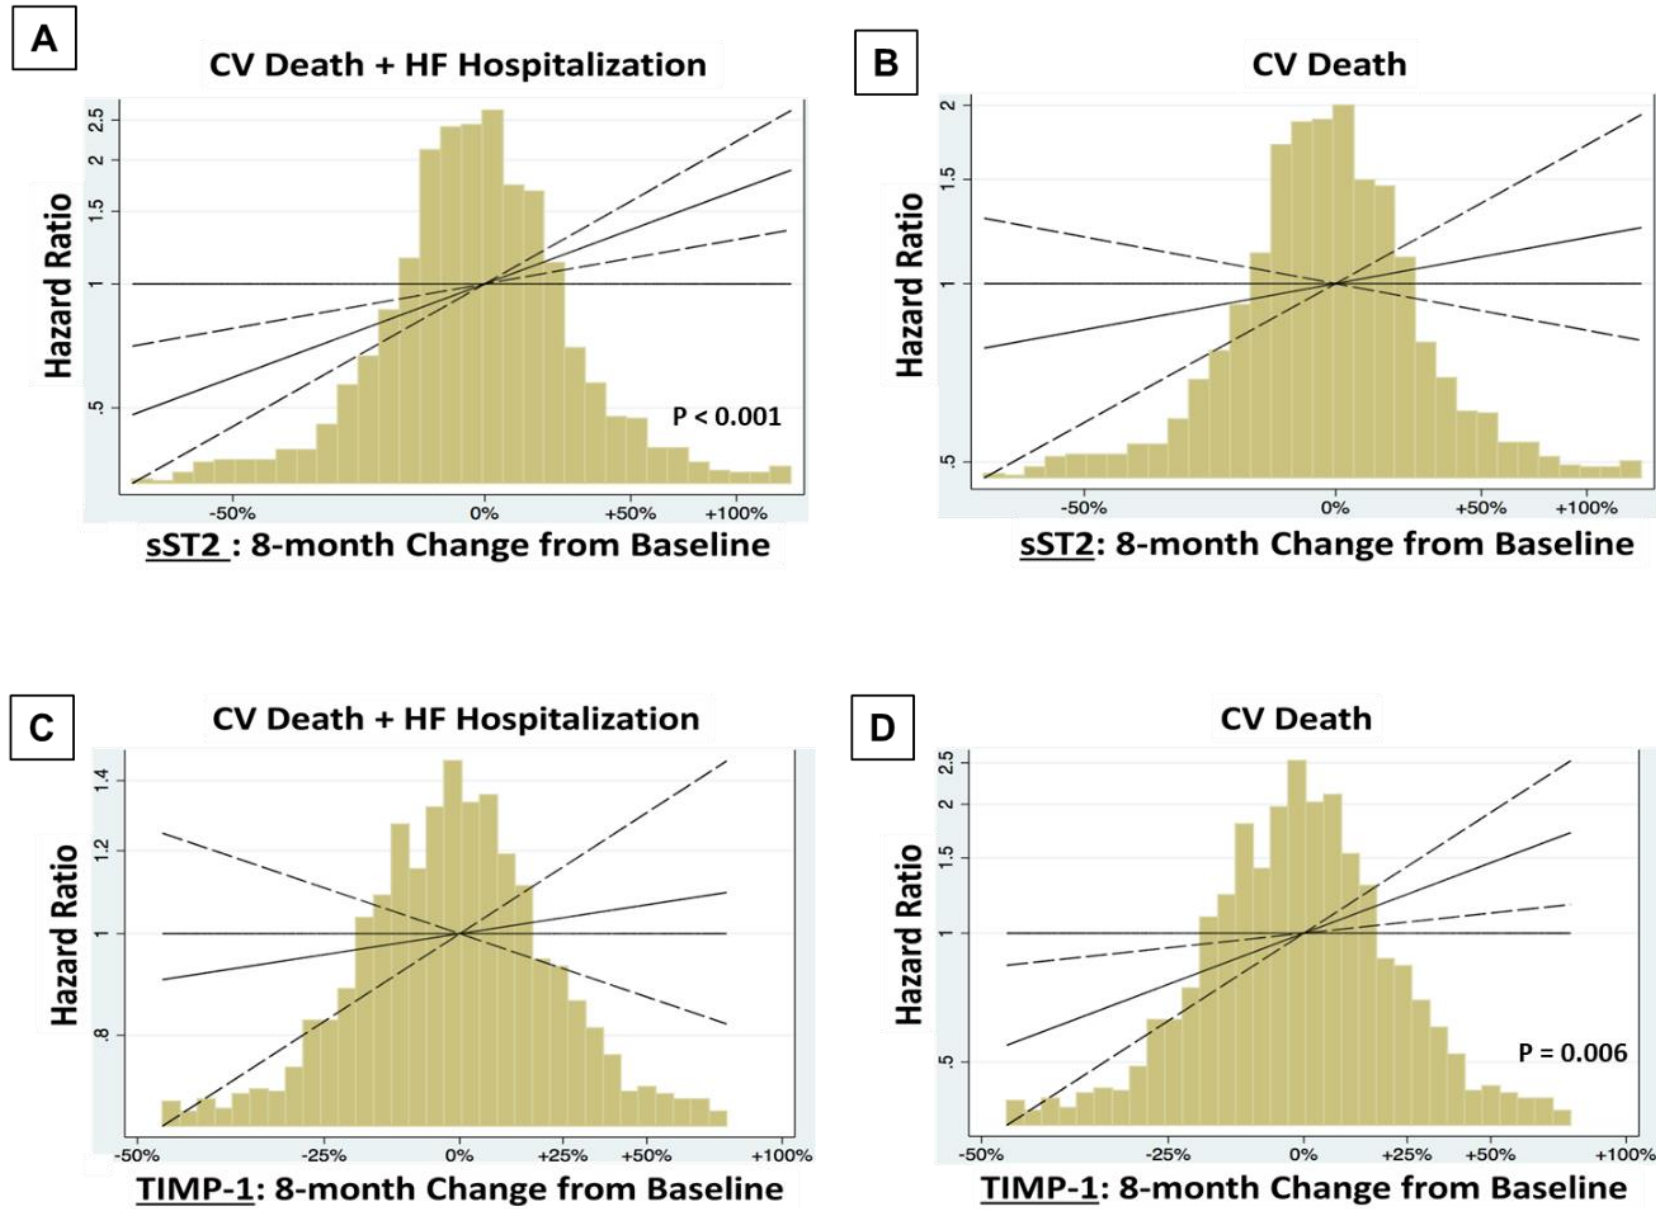 A
CV Death + HF Hospitalization
Hazard Ratio
2.5
2
1.5
1
.5
P < 0.001
-50% 0% +50% +100%
sST2 : 8-month Change from Baseline
B
CV Death
Hazard Ratio
2
1.5
1
.5
-50% 0% +50% +100%
sST2: 8-month Change from Baseline
C
CV Death + HF Hospitalization
Hazard Ratio
1.4
1.2
1
.8
-50% -25% 0% +25% +50% +100%
TIMP-1: 8-month Change from Baseline
D
CV Death
Hazard Ratio
2.5
2
1.5
1
.5
P = 0.006
-50% -25% 0% +25% +50% +100%
TIMP-1: 8-month Change from Baseline